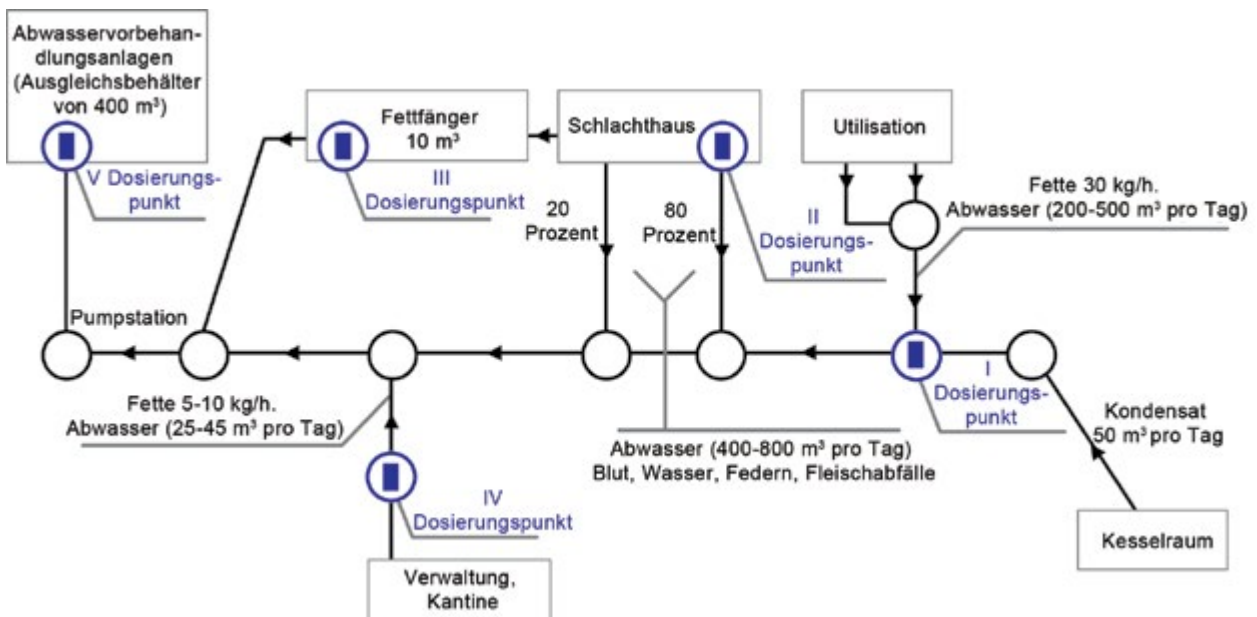 Abwasservorbehan-
dlungsanlagen
(Ausgleichsbehälter
von 400 m³)
V Dosierungs-
punkt
Fettfänger
10 m³
III
Dosierungspunkt
Schlachthaus
20
Prozent
80
Prozent
II
Dosierungs-
punkt
Utilisation
Fette 30 kg/h.
Abwasser (200-500 m³ pro Tag)
Pumpstation
Fette 5-10 kg/h.
Abwasser (25-45 m³ pro Tag)
IV
Dosierungspunkt
Verwaltung,
Kantine
Abwasser (400-800 m³ pro Tag)
Blut, Wasser, Federn, Fleischabfälle
I
Dosierungs-
punkt
Kondensat
50 m³ pro Tag
Kesselraum